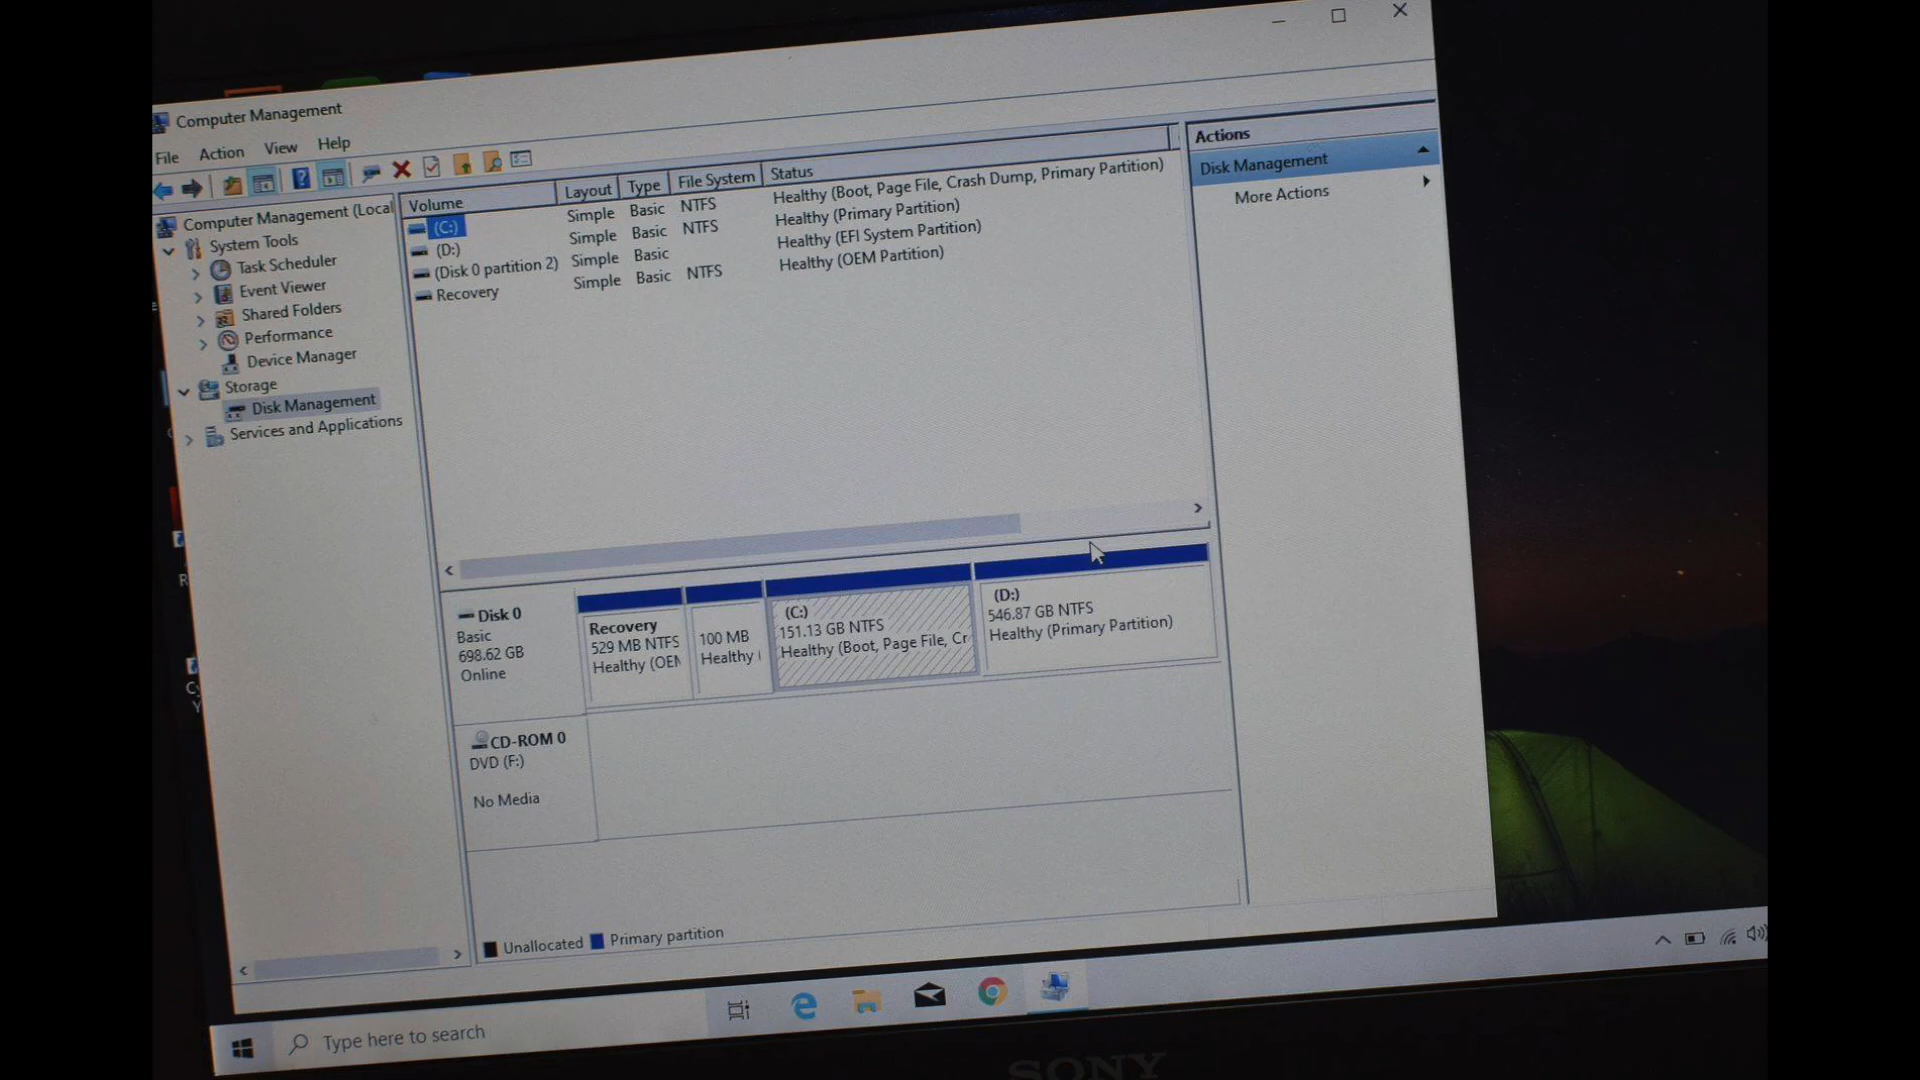 Computer Management
File Action View Help
Computer Management (Local
System Tools
Task Scheduler
Event Viewer
Shared Folders
Performance
Device Manager
Storage
Disk Management
Services and Applications
Volume Layout Type File System Status
(C:) Simple Basic NTFS Healthy (Boot, Page File, Crash Dump, Primary Partition)
(D:) Simple Basic NTFS Healthy (Primary Partition)
(Disk 0 partition 2) Simple Basic Healthy (EFI System Partition)
Recovery Simple Basic NTFS Healthy (OEM Partition)
Actions
Disk Management
More Actions
Disk 0
Basic
698.62 GB
Online
Recovery
529 MB NTFS
Healthy (OEM
100 MB
Healthy (
(C:)
151.13 GB NTFS
Healthy (Boot, Page File, Cr
(D:)
546.87 GB NTFS
Healthy (Primary Partition)
CD-ROM 0
DVD (F:)
No Media
Unallocated Primary partition
Type here to search
SONY